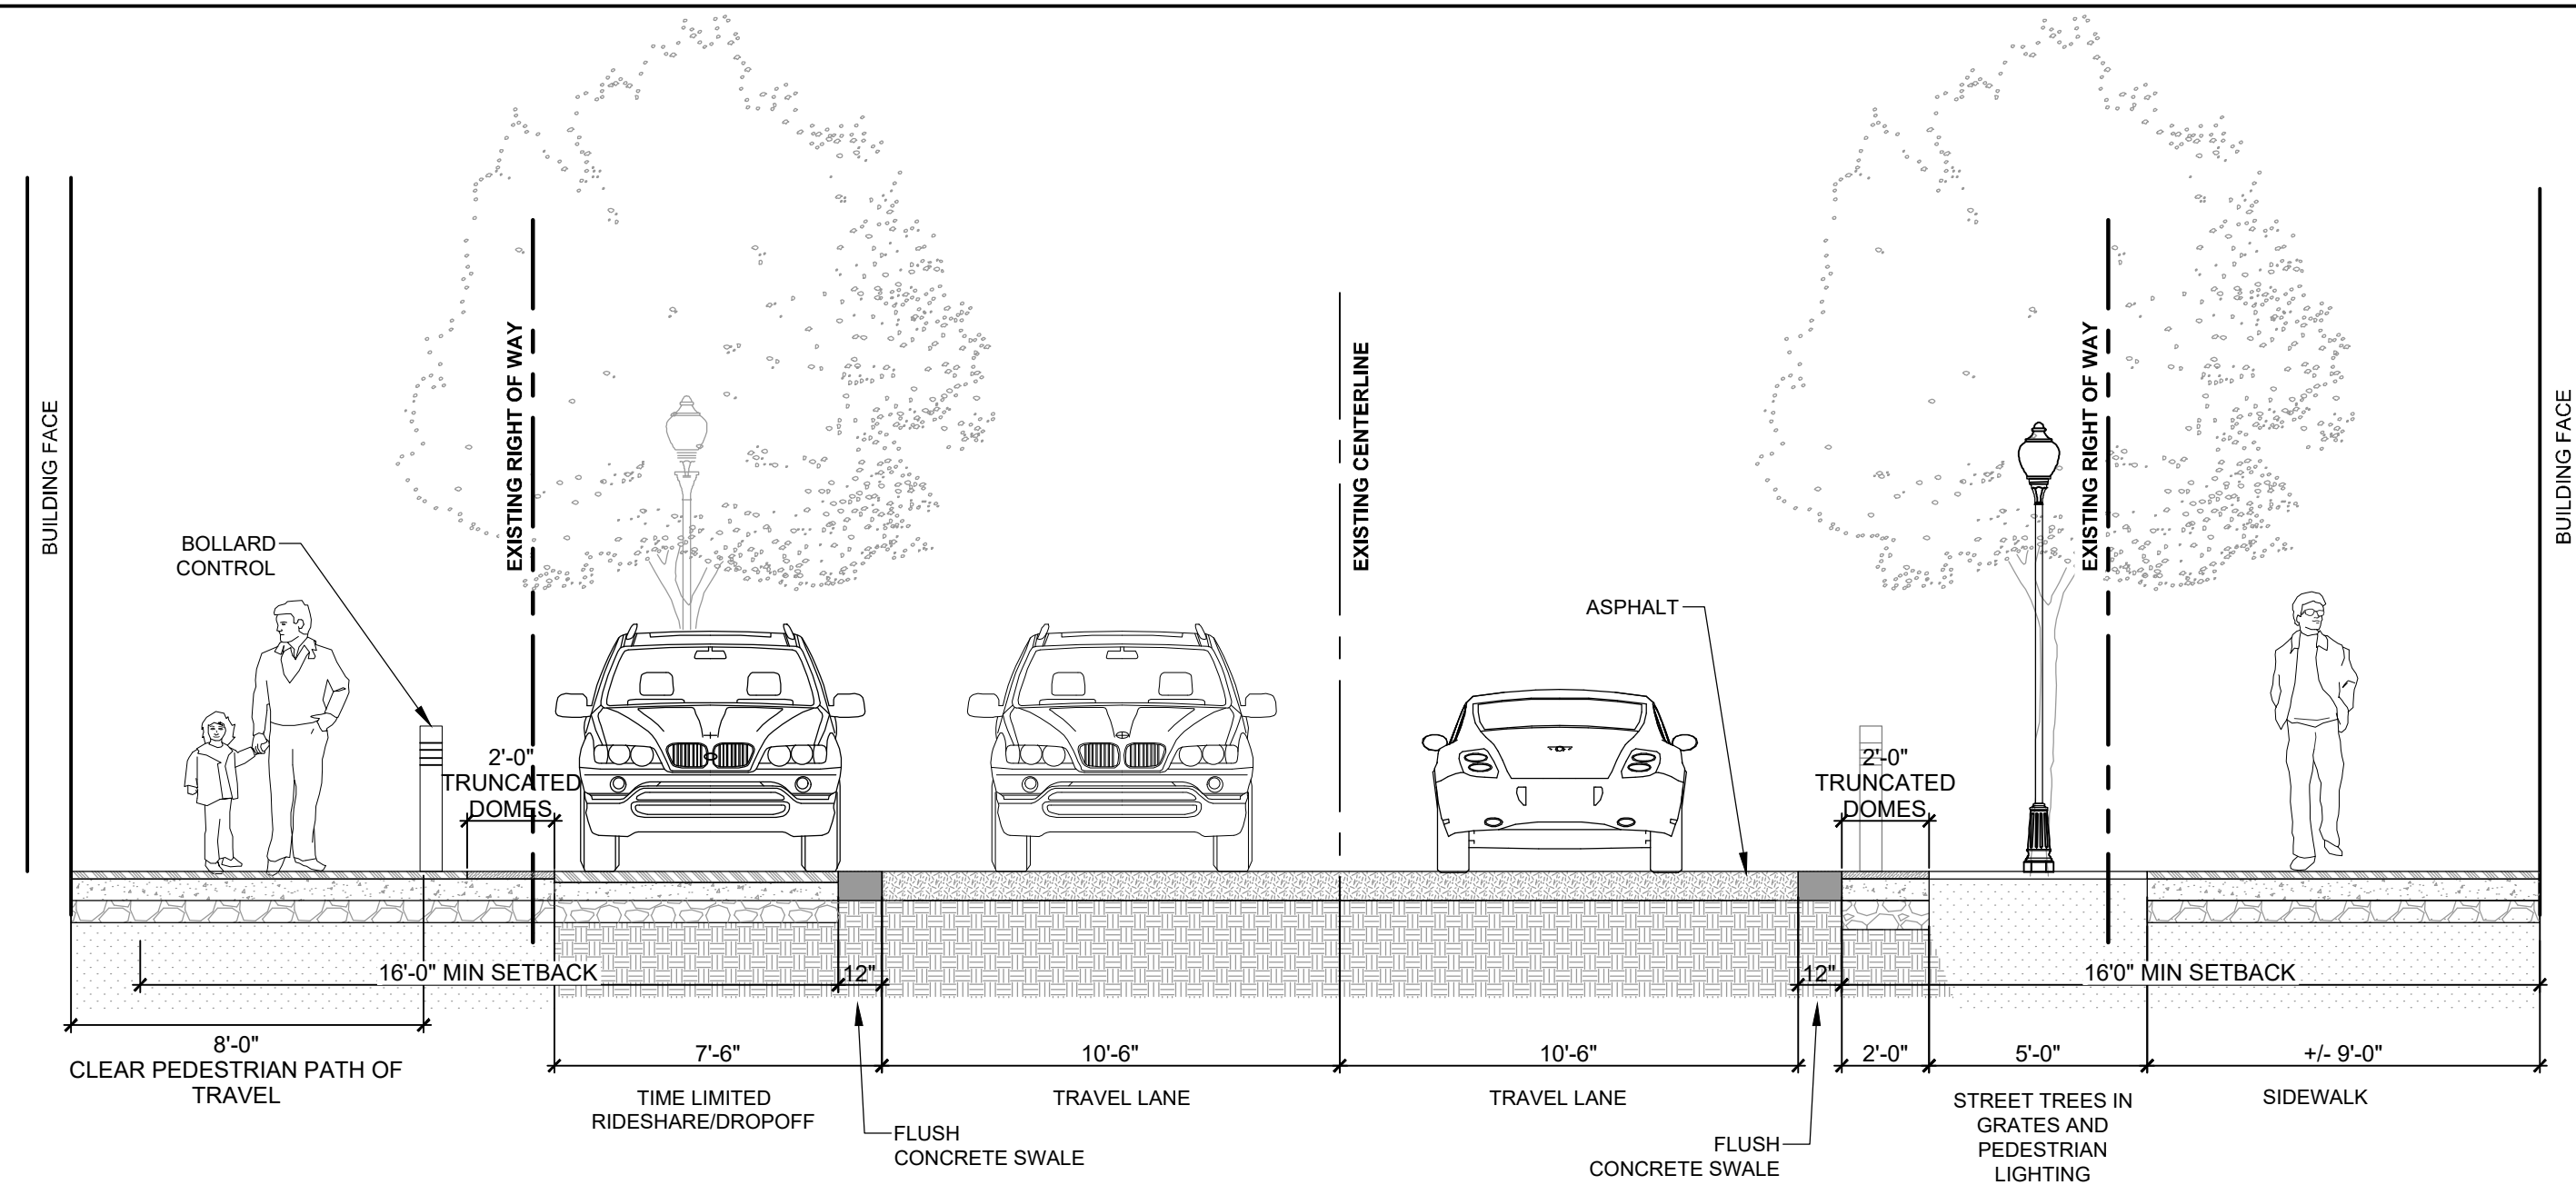 BUILDING FACE
BOLLARD
CONTROL
EXISTING RIGHT OF WAY
2'-0"
TRUNCATED
DOMES
EXISTING CENTERLINE
ASPHALT
2'-0"
TRUNCATED
DOMES
EXISTING RIGHT OF WAY
BUILDING FACE
16'-0" MIN SETBACK
12"
12"
16'0" MIN SETBACK
8'-0"
CLEAR PEDESTRIAN PATH OF
TRAVEL
7'-6"
TIME LIMITED
RIDESHARE/DROPOFF
FLUSH
CONCRETE SWALE
10'-6"
TRAVEL LANE
10'-6"
TRAVEL LANE
FLUSH
CONCRETE SWALE
2'-0"
5'-0"
STREET TREES IN
GRATES AND
PEDESTRIAN
LIGHTING
+/- 9'-0"
SIDEWALK